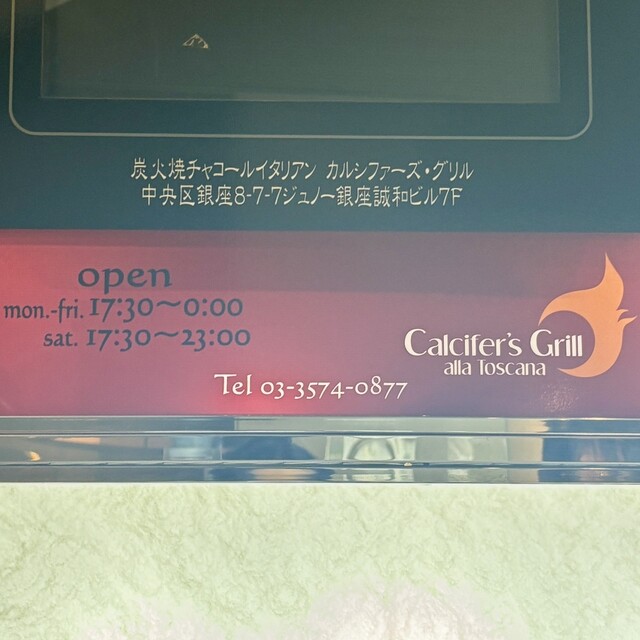 炭火焼チャコールイタリアン カルシファーズ・グリル
中央区銀座8-7-7ジュノー銀座誠和ビル7F
open
mon.-fri. 17:30〜0:00
sat. 17:30〜23:00
Calcifer's Grill
alla Toscana
Tel 03-3574-0877